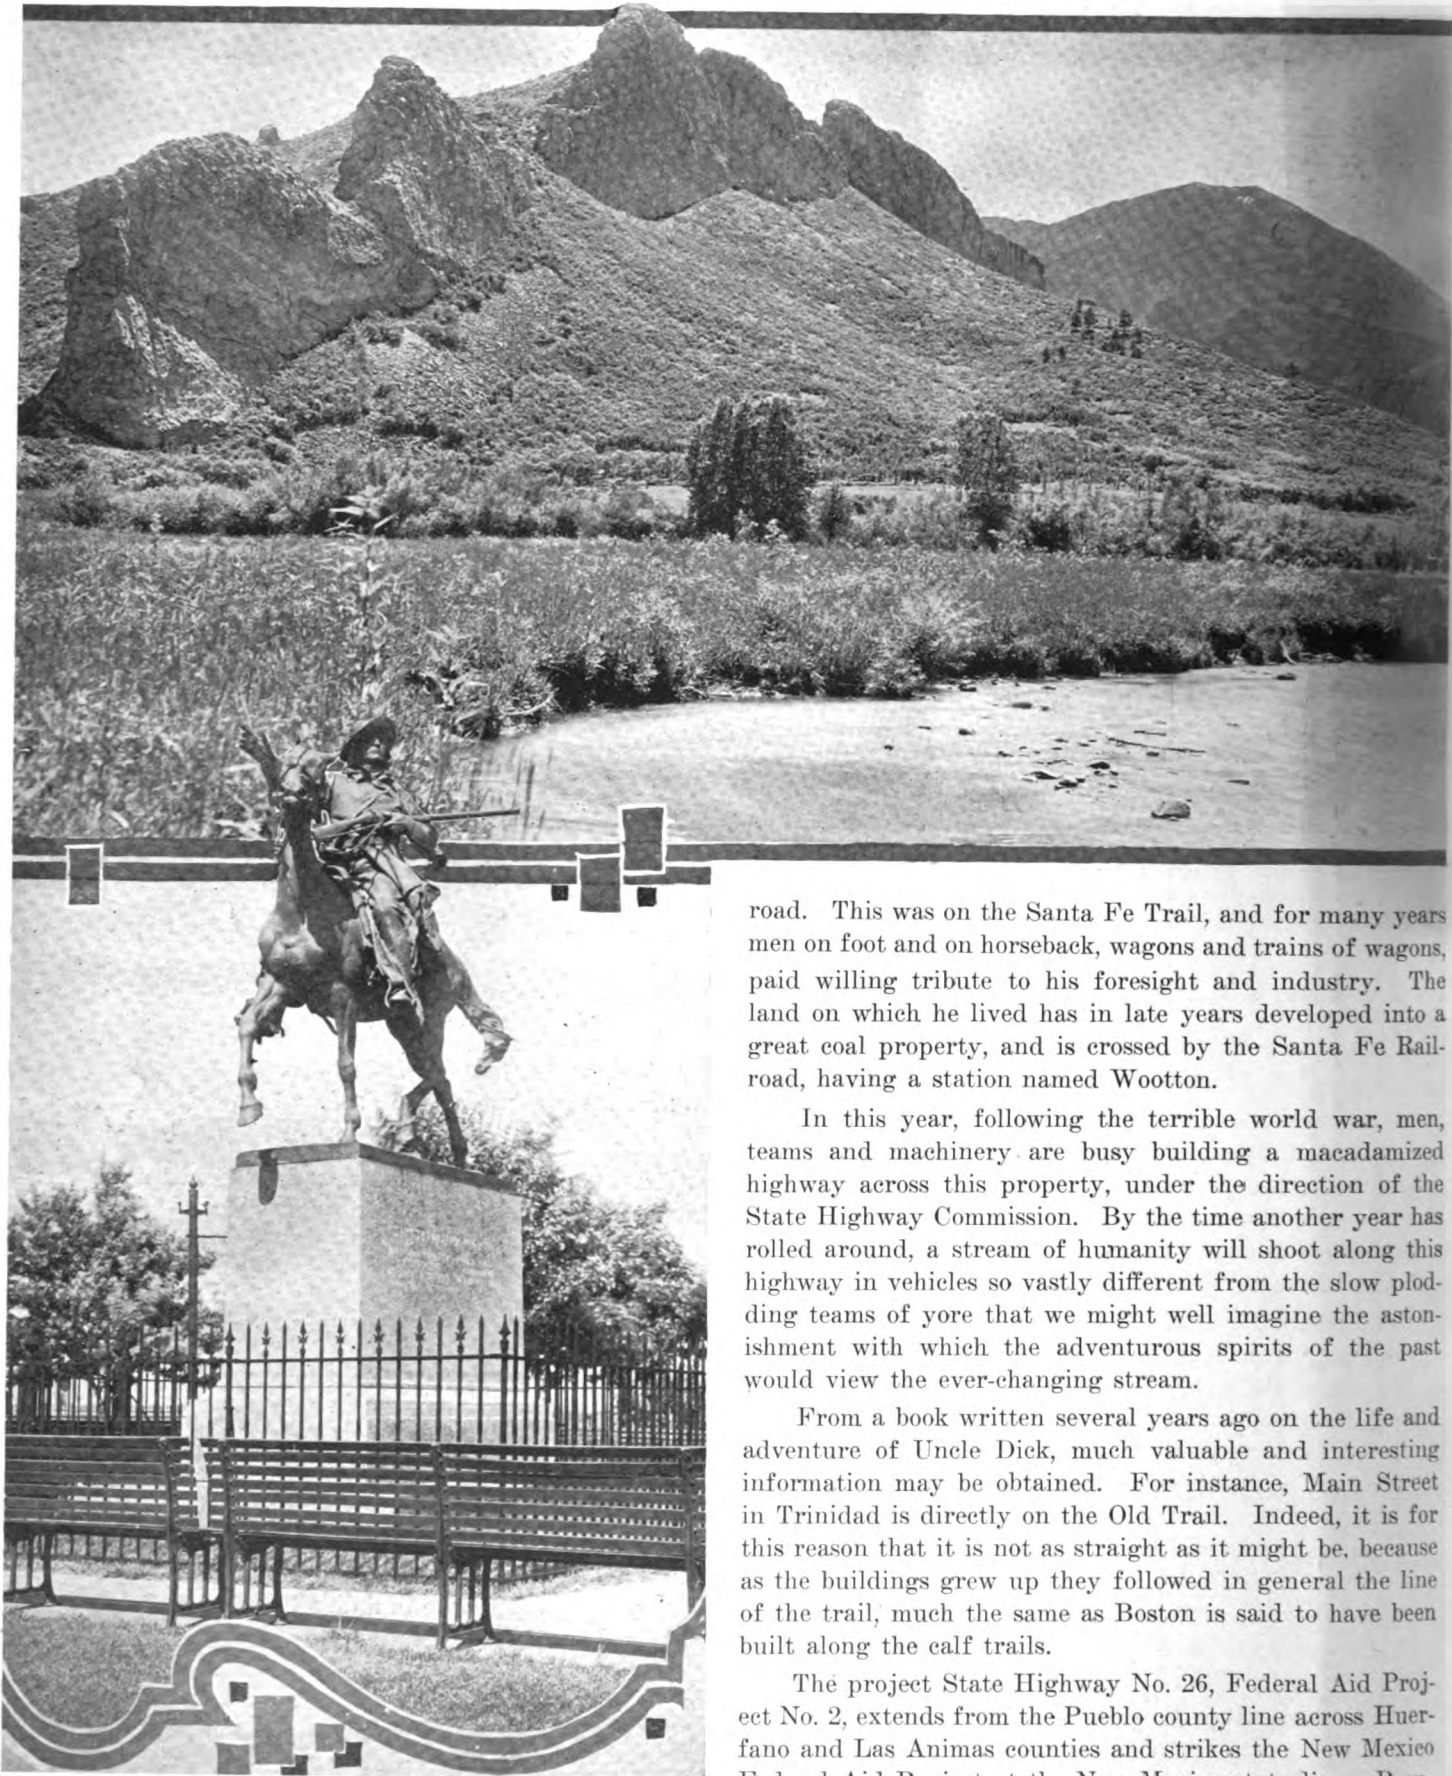 road. This was on the Santa Fe Trail, and for many years
men on foot and on horseback, wagons and trains of wagons,
paid willing tribute to his foresight and industry. The
land on which he lived has in late years developed into a
great coal property, and is crossed by the Santa Fe Rail-
road, having a station named Wootton.
In this year, following the terrible world war, men,
teams and machinery are busy building a macadamized
highway across this property, under the direction of the
State Highway Commission. By the time another year has
rolled around, a stream of humanity will shoot along this
highway in vehicles so vastly different from the slow plod-
ding teams of yore that we might well imagine the aston-
ishment with which the adventurous spirits of the past
would view the ever-changing stream.
From a book written several years ago on the life and
adventure of Uncle Dick, much valuable and interesting
information may be obtained. For instance, Main Street
in Trinidad is directly on the Old Trail. Indeed, it is for
this reason that it is not as straight as it might be, because
as the buildings grew up they followed in general the line
of the trail, much the same as Boston is said to have been
built along the calf trails.
The project State Highway No. 26, Federal Aid Proj-
ect No. 2, extends from the Pueblo county line across Huer-
fano and Las Animas counties and strikes the New Mexico